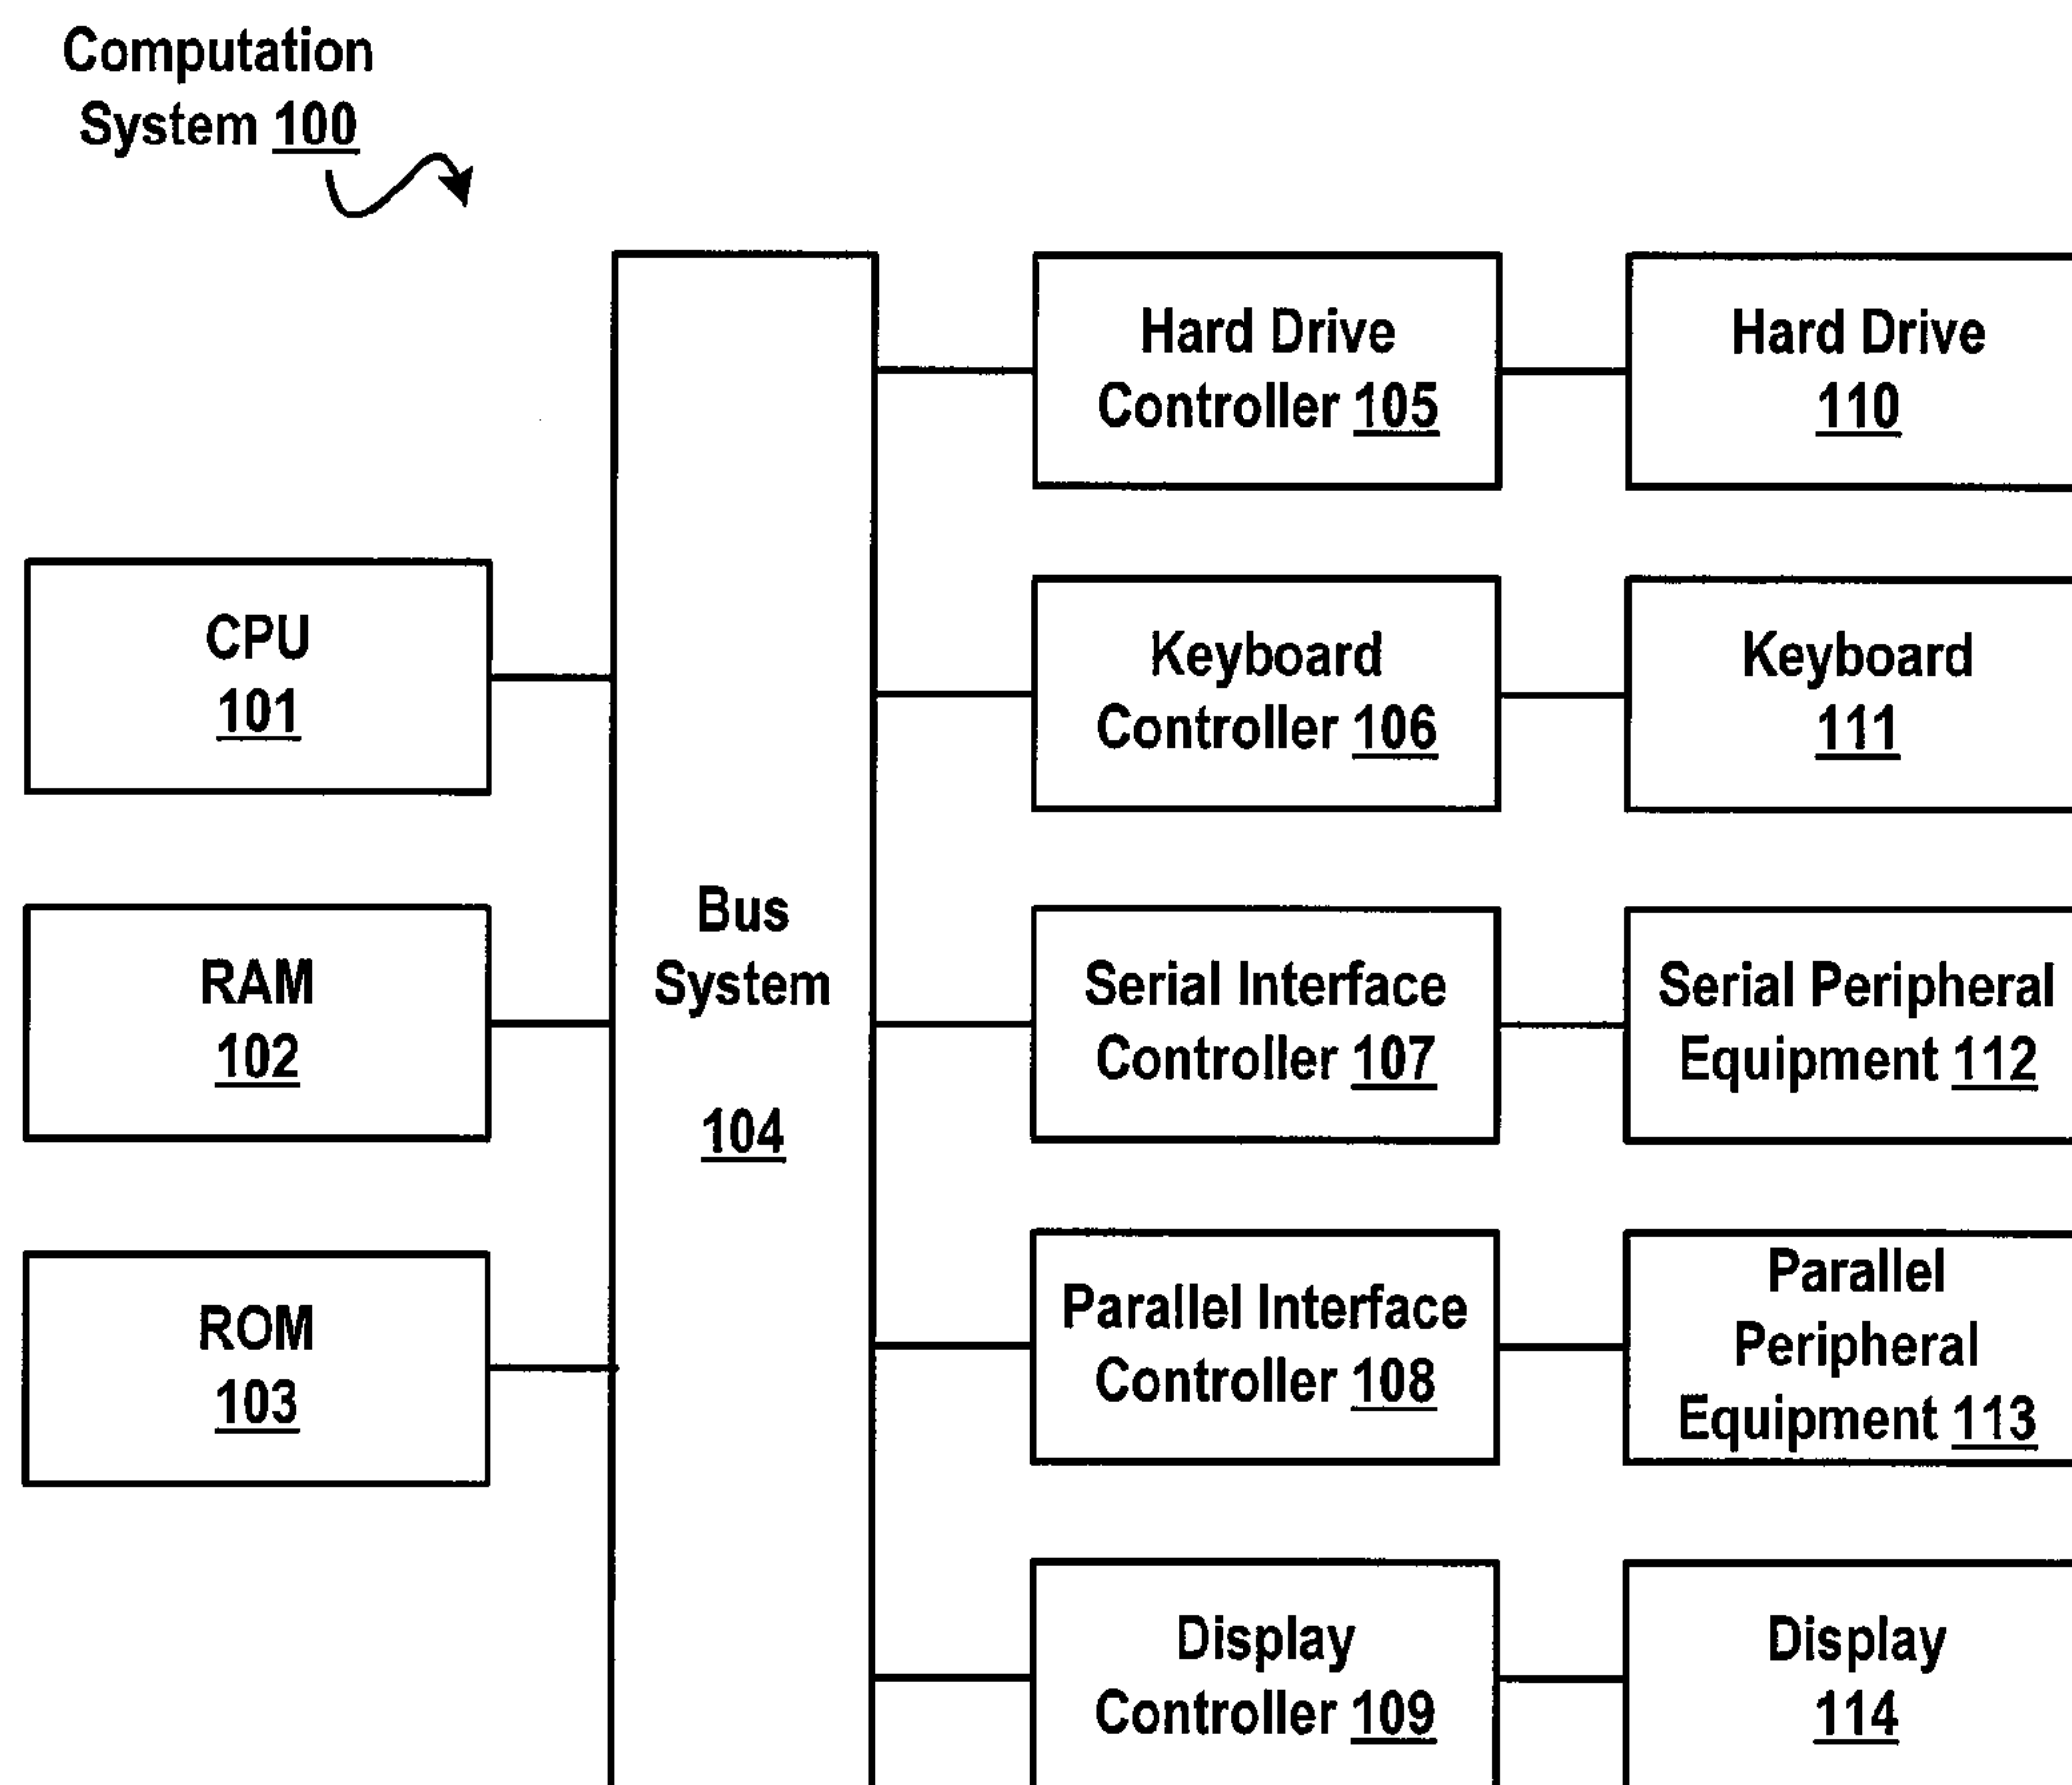 Computation
System 100
Hard Drive
Controller 105
Hard Drive
110
CPU
101
Keyboard
Controller 106
Keyboard
111
RAM
102
Bus
System
104
Serial Interface
Controller 107
Serial Peripheral
Equipment 112
ROM
103
Parallel Interface
Controller 108
Parallel
Peripheral
Equipment 113
Display
Controller 109
Display
114